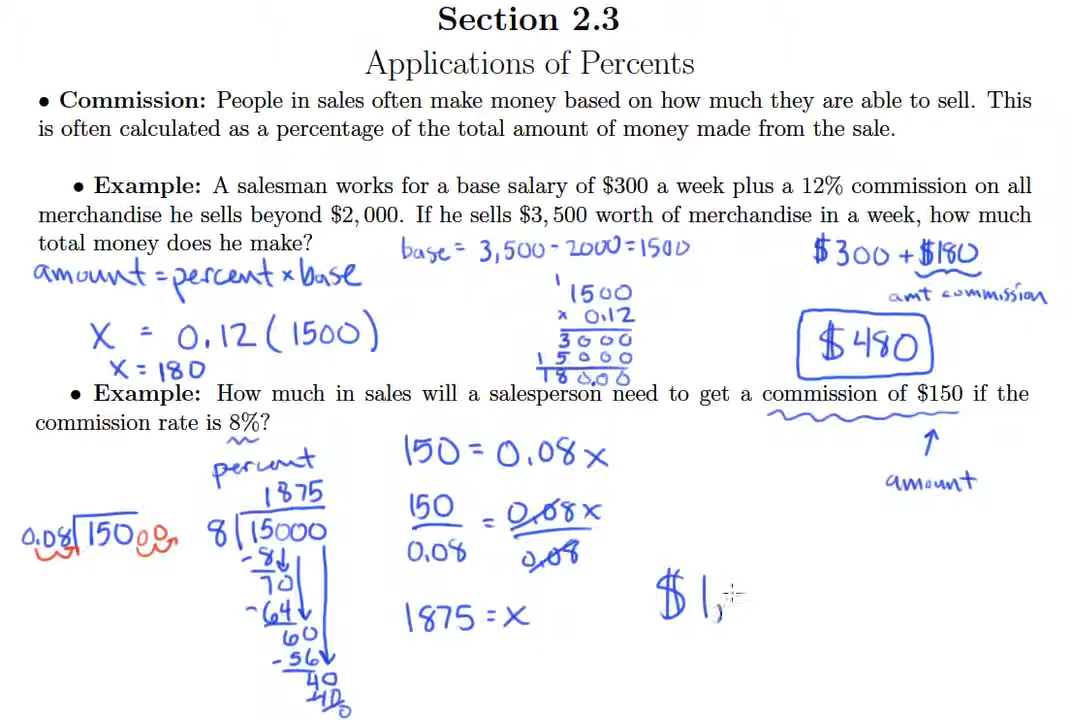 Section 2.3
Applications of Percents
• Commission: People in sales often make money based on how much they are able to sell. This
is often calculated as a percentage of the total amount of money made from the sale.
• Example: A salesman works for a base salary of $300 a week plus a 12% commission on all
merchandise he sells beyond $2,000. If he sells $3,500 worth of merchandise in a week, how much
total money does he make?
base = 3,500 - 2000 = 1500
$300 + $180
amt commission
$480
amount = percent × base
x = 0.12(1500)
x = 180
1
1500
× 0.12
3000
15000
180.00
• Example: How much in sales will a salesperson need to get a commission of $150 if the
commission rate is 8%?
percent
amount
150 = 0.08x
150 = 0.08x
0.08 0.08
1875 = x
0.08 150 00
1875
8 15000
-8
70
-64
60
-56
40
40
0
$1,